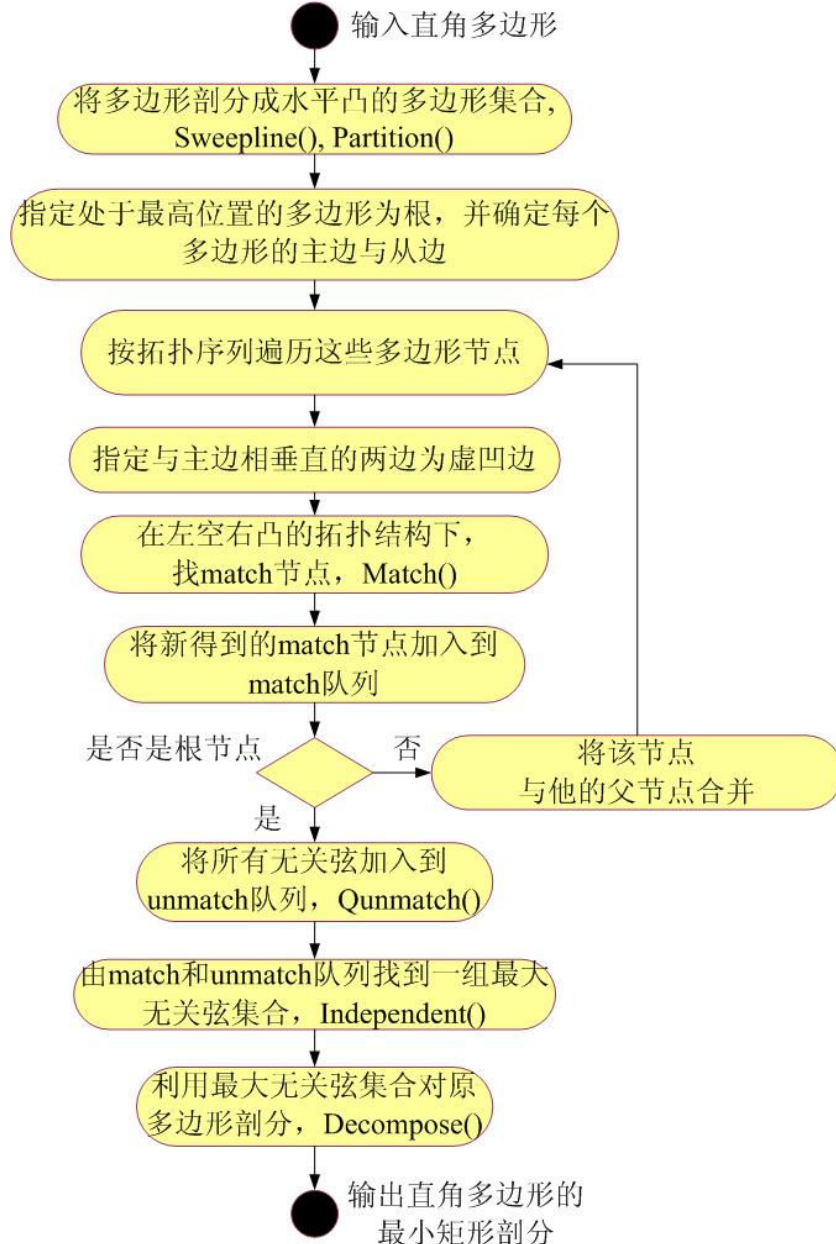 输入直角多边形
将多边形剖分成水平凸的多边形集合,
Sweepline(), Partition()
指定处于最高位置的多边形为根，并确定每个
多边形的主边与从边
按拓扑序列遍历这些多边形节点
指定与主边相垂直的两边为虚凹边
在左空右凸的拓扑结构下，
找match节点，Match()
将新得到的match节点加入到
match队列
是否是根节点
否
将该节点
与他的父节点合并
是
将所有无关弦加入到
unmatch队列，Qunmatch()
由match和unmatch队列找到一组最大
无关弦集合，Independent()
利用最大无关弦集合对原
多边形剖分，Decompose()
输出直角多边形的
最小矩形剖分